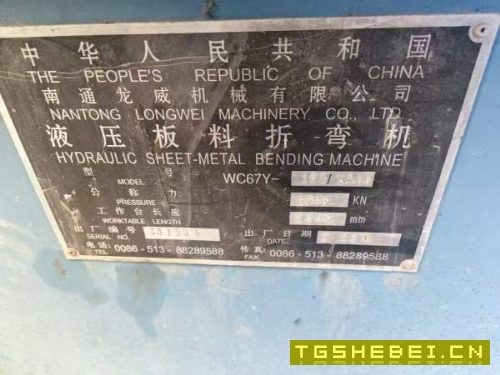 中华人民共和国
THE PEOPLE'S REPUBLIC OF CHINA
南通龙威机械有限公司
NANTONG LONGWEI MACHINERY CO., LTD
液压板料折弯机
HYDRAULIC SHEET-METAL BENDING MACHINE
型号
MODEL WC67Y-
公称力
PRESSURE KN
工作台长度
WORKTABLE LENGTH mm
出厂编号 出厂日期
SERIAL NO. DATE
电话: 0086-513-88289588 传真: 0086-513-88289588
TEL FAX
TGSHEBEI.CN